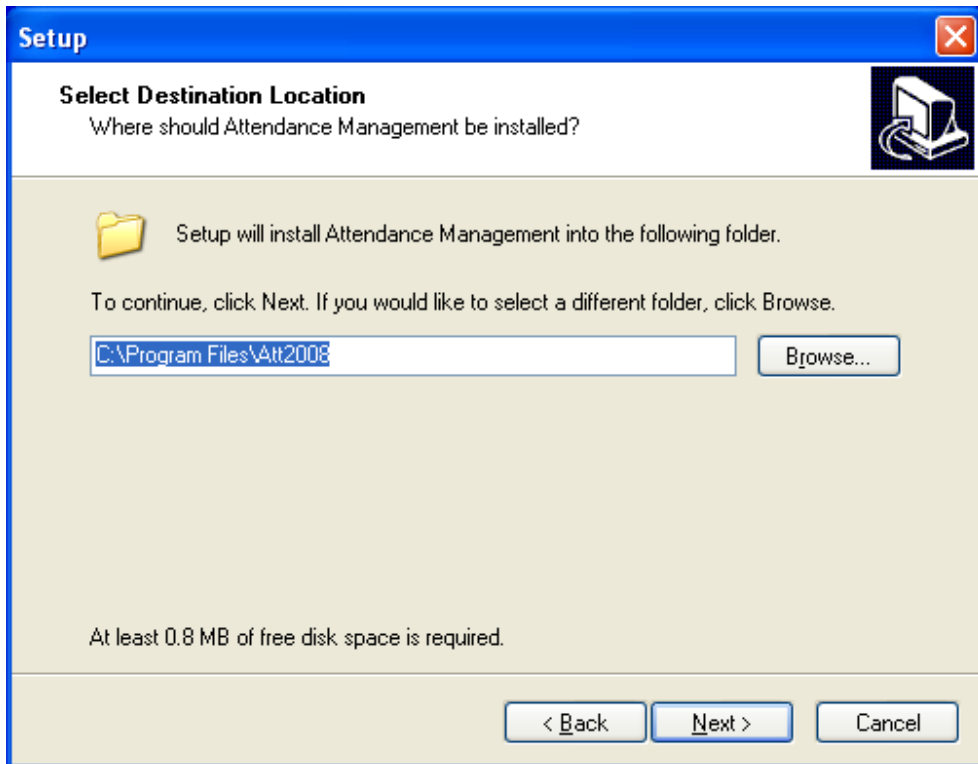 Setup
Select Destination Location
Where should Attendance Management be installed?
Setup will install Attendance Management into the following folder.
To continue, click Next. If you would like to select a different folder, click Browse.
C:\Program Files\Att2008
Browse...
At least 0.8 MB of free disk space is required.
< Back
Next >
Cancel